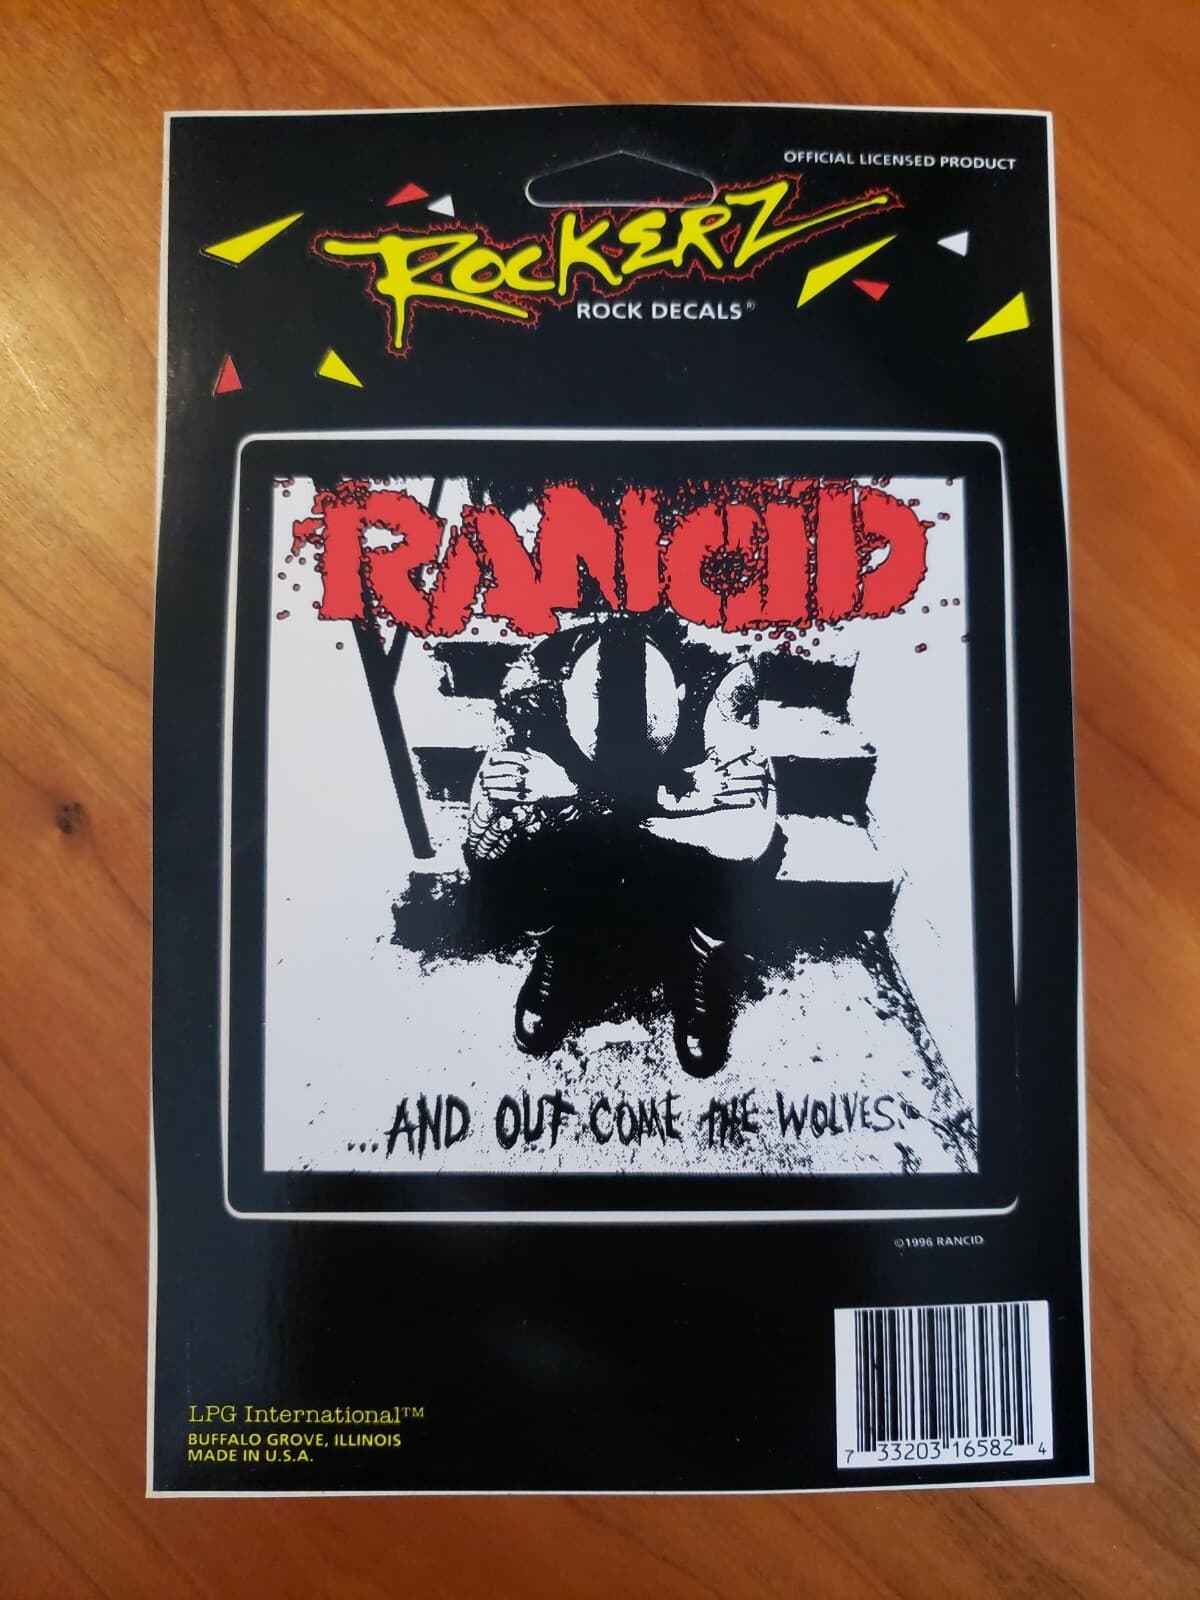 OFFICIAL LICENSED PRODUCT
ROCKERZ
ROCK DECALS®
RANCID
...AND OUT COME THE WOLVES.
©1996 RANCID
LPG International™
BUFFALO GROVE, ILLINOIS
MADE IN U.S.A.
7 33203 16582 4